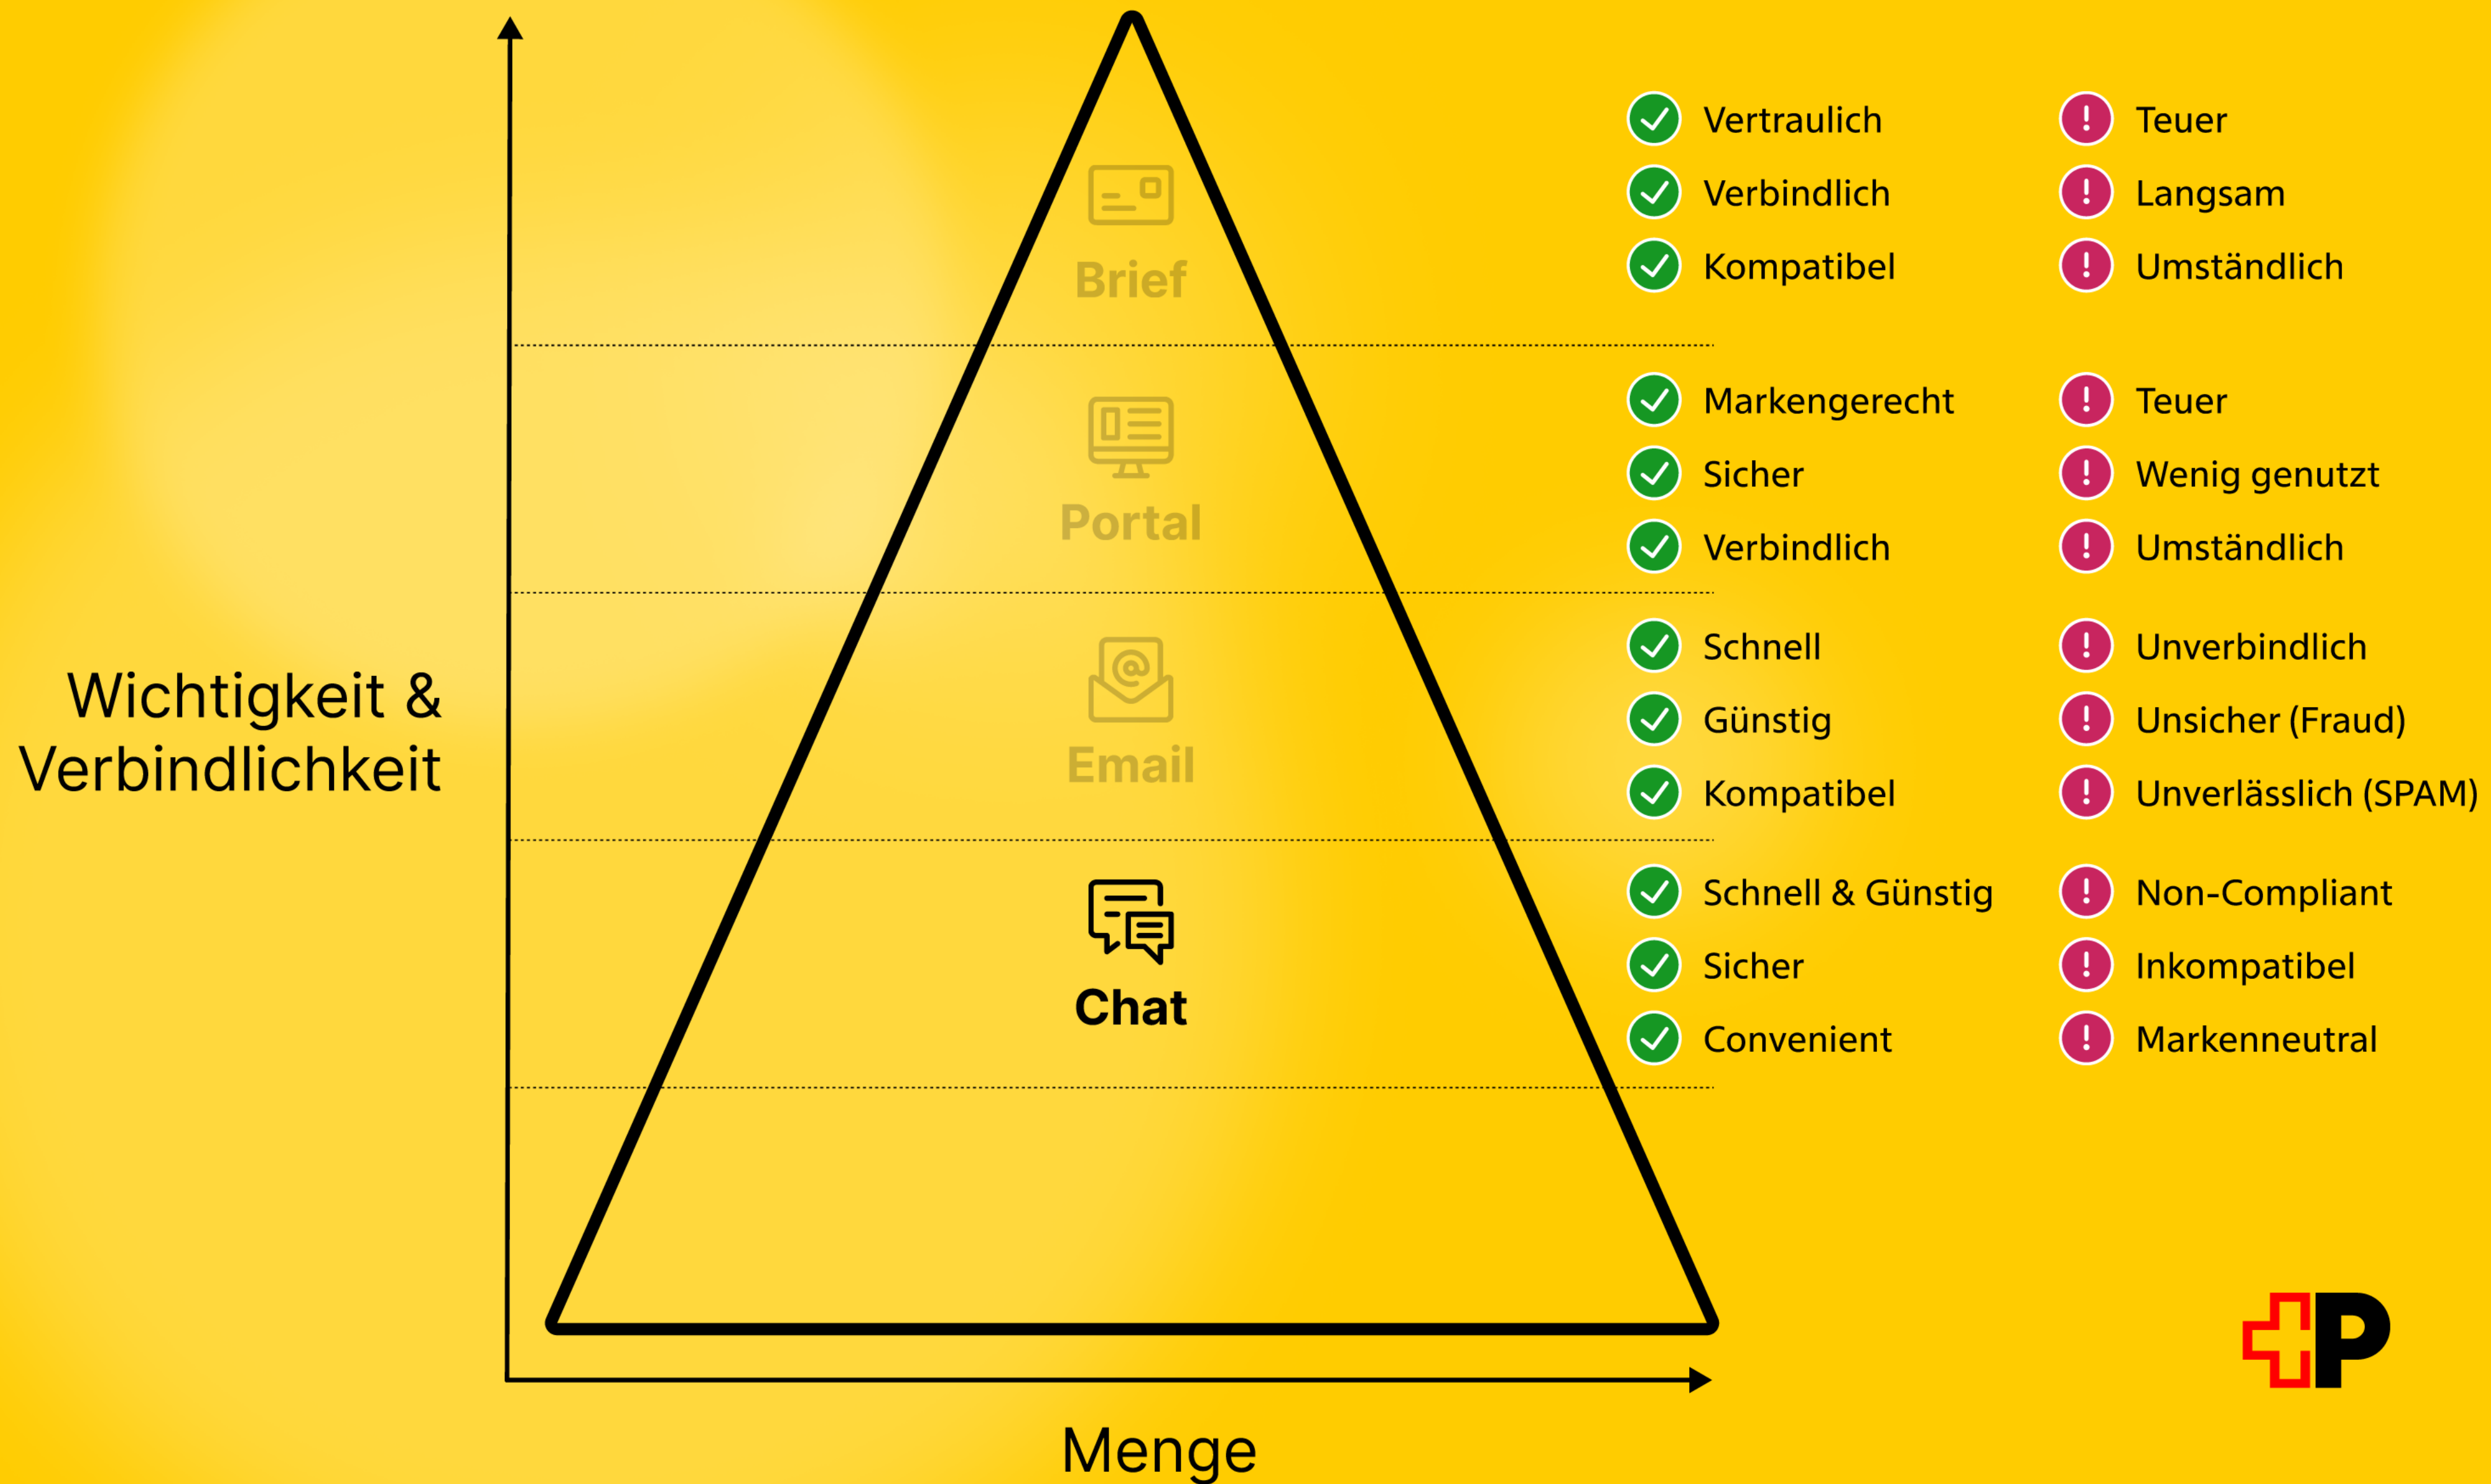 Vertraulich
Teuer
Verbindlich
Langsam
Kompatibel
Umständlich
Brief
Markengerecht
Teuer
Sicher
Wenig genutzt
Verbindlich
Umständlich
Portal
Schnell
Unverbindlich
Günstig
Unsicher (Fraud)
Kompatibel
Unverlässlich (SPAM)
Email
Wichtigkeit &
Verbindlichkeit
Schnell & Günstig
Non-Compliant
Sicher
Inkompatibel
Convenient
Markenneutral
Chat
P
Menge